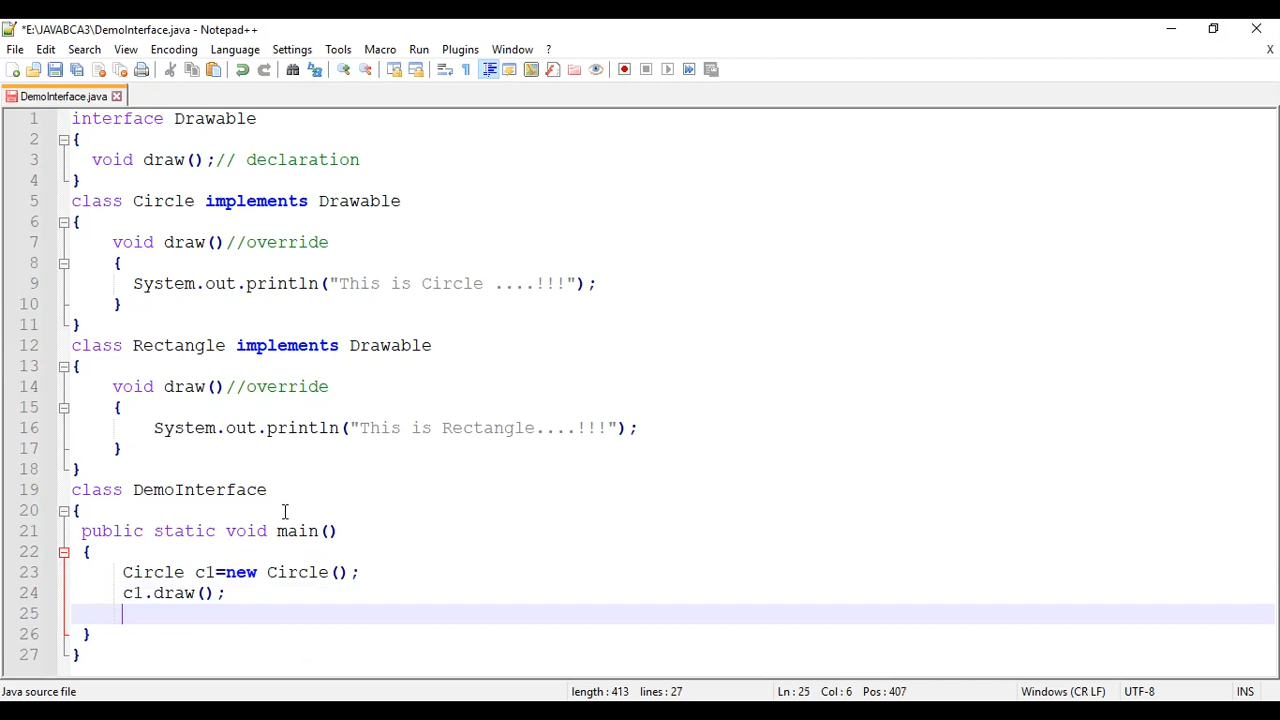 *E:\JAVABCA3\DemoInterface.java - Notepad++
File Edit Search View Encoding Language Settings Tools Macro Run Plugins Window ? X
DemoInterface.java
1 interface Drawable
2 {
3 void draw();// declaration
4 }
5 class Circle implements Drawable
6 {
7 void draw()//override
8 {
9 System.out.println("This is Circle ....!!!");
10 }
11 }
12 class Rectangle implements Drawable
13 {
14 void draw()//override
15 {
16 System.out.println("This is Rectangle....!!!");
17 }
18 }
19 class DemoInterface
20 {
21 public static void main()
22 {
23 Circle c1=new Circle();
24 c1.draw();
25
26 }
27 }
Java source file length : 413 lines : 27 Ln : 25 Col : 6 Pos : 407 Windows (CR LF) UTF-8 INS